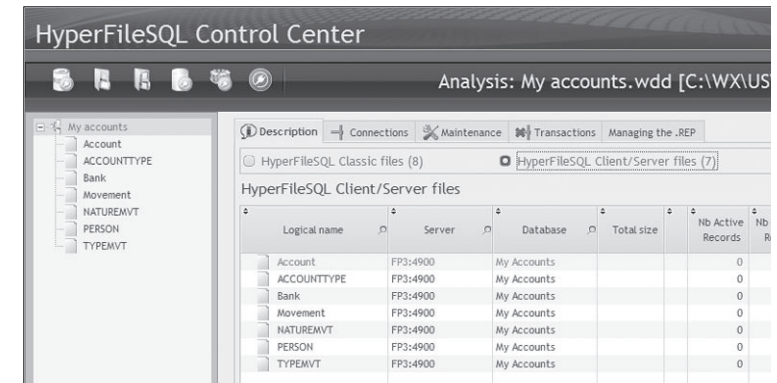 HyperFileSQL Control Center
Analysis: My accounts.wdd [C:\WX\US\
My accounts
Account
ACCOUNTTYPE
Bank
Movement
NATUREMVT
PERSON
TYPEMVT
Description Connections Maintenance Transactions Managing the .REP
HyperFileSQL Classic files (8) HyperFileSQL Client/Server files (7)
HyperFileSQL Client/Server files
Logical name Server Database Total size Nb Active Records Nb
Account FP3:4900 My Accounts 0
ACCOUNTTYPE FP3:4900 My Accounts 0
Bank FP3:4900 My Accounts 0
Movement FP3:4900 My Accounts 0
NATUREMVT FP3:4900 My Accounts 0
PERSON FP3:4900 My Accounts 0
TYPEMVT FP3:4900 My Accounts 0